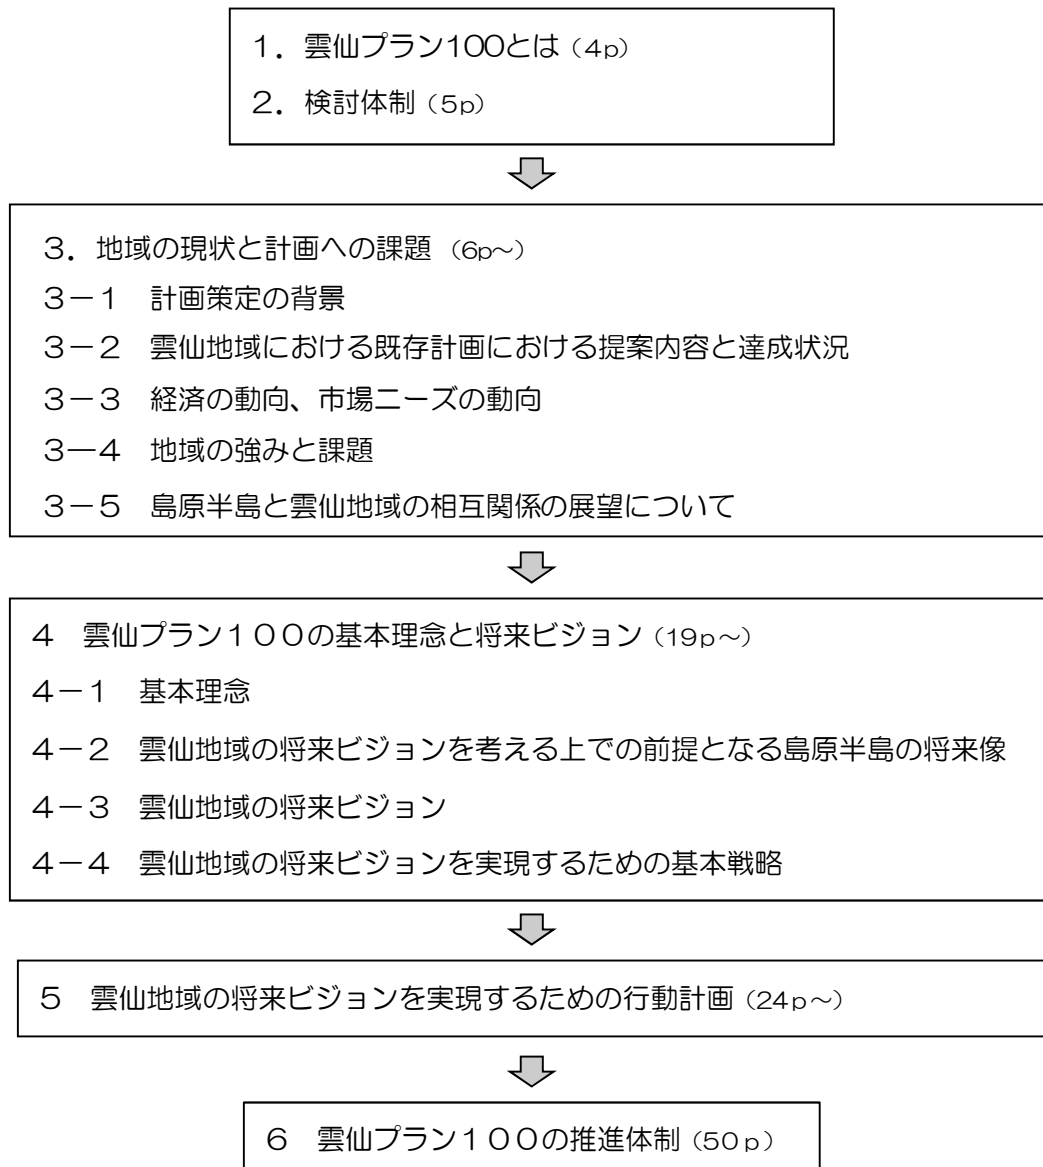 １．雲仙プラン100とは（4p）
２．検討体制（5p）
３．地域の現状と計画への課題（6p～）
３－１　計画策定の背景
３－２　雲仙地域における既存計画における提案内容と達成状況
３－３　経済の動向、市場ニーズの動向
３―４　地域の強みと課題
３－５　島原半島と雲仙地域の相互関係の展望について
４　雲仙プラン１００の基本理念と将来ビジョン（19p～）
４－１　基本理念
４－２　雲仙地域の将来ビジョンを考える上での前提となる島原半島の将来像
４－３　雲仙地域の将来ビジョン
４－４　雲仙地域の将来ビジョンを実現するための基本戦略
５　雲仙地域の将来ビジョンを実現するための行動計画（24p～）
６　雲仙プラン１００の推進体制（50p）